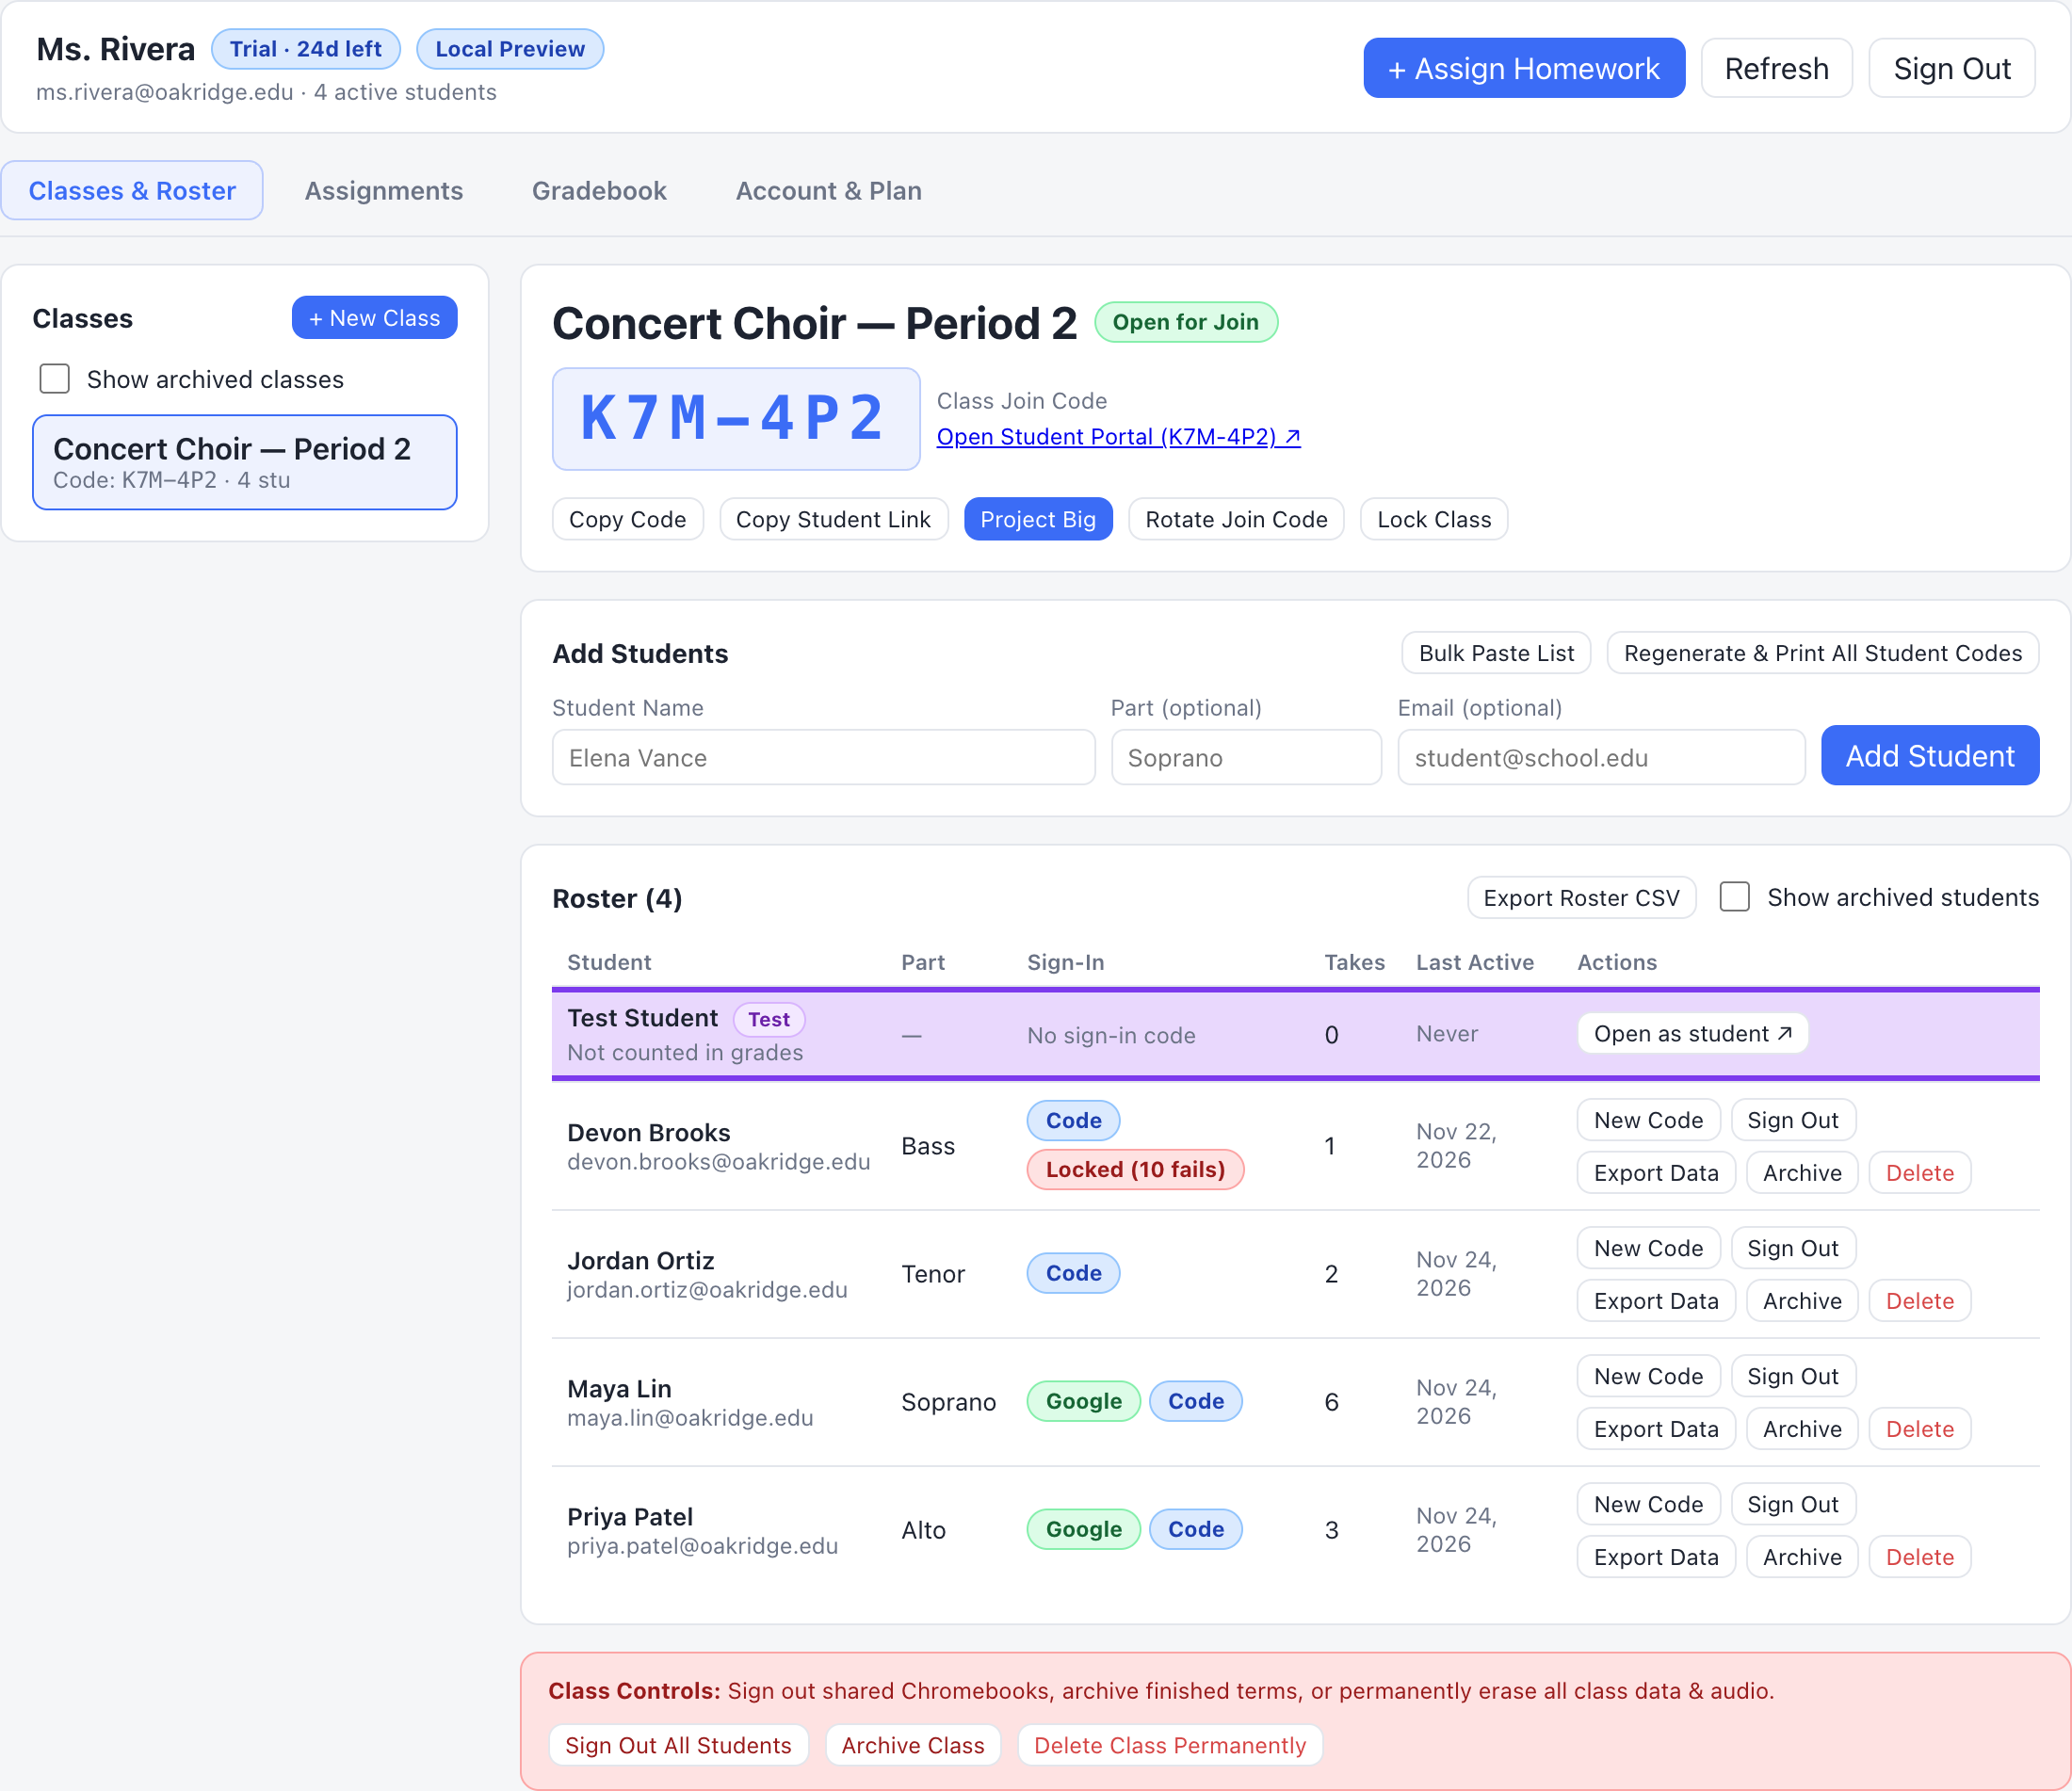 Ms. Rivera Trial · 24d left Local Preview
ms.rivera@oakridge.edu · 4 active students
+ Assign Homework Refresh Sign Out
Classes & Roster Assignments Gradebook Account & Plan
Classes + New Class
Show archived classes
Concert Choir — Period 2
Code: K7M–4P2 · 4 stu
Concert Choir — Period 2 Open for Join
K7M–4P2
Class Join Code
Open Student Portal (K7M-4P2) ↗
Copy Code Copy Student Link Project Big Rotate Join Code Lock Class
Add Students Bulk Paste List Regenerate & Print All Student Codes
Student Name Part (optional) Email (optional)
Elena Vance Soprano student@school.edu Add Student
Roster (4) Export Roster CSV Show archived students
Student Part Sign-In Takes Last Active Actions
Test Student Test
Not counted in grades
— No sign-in code 0 Never Open as student ↗
Devon Brooks
devon.brooks@oakridge.edu
Bass
Code
Locked (10 fails)
1
Nov 22,
2026
New Code Sign Out
Export Data Archive Delete
Jordan Ortiz
jordan.ortiz@oakridge.edu
Tenor
Code
2
Nov 24,
2026
New Code Sign Out
Export Data Archive Delete
Maya Lin
maya.lin@oakridge.edu
Soprano
Google Code
6
Nov 24,
2026
New Code Sign Out
Export Data Archive Delete
Priya Patel
priya.patel@oakridge.edu
Alto
Google Code
3
Nov 24,
2026
New Code Sign Out
Export Data Archive Delete
Class Controls: Sign out shared Chromebooks, archive finished terms, or permanently erase all class data & audio.
Sign Out All Students Archive Class Delete Class Permanently